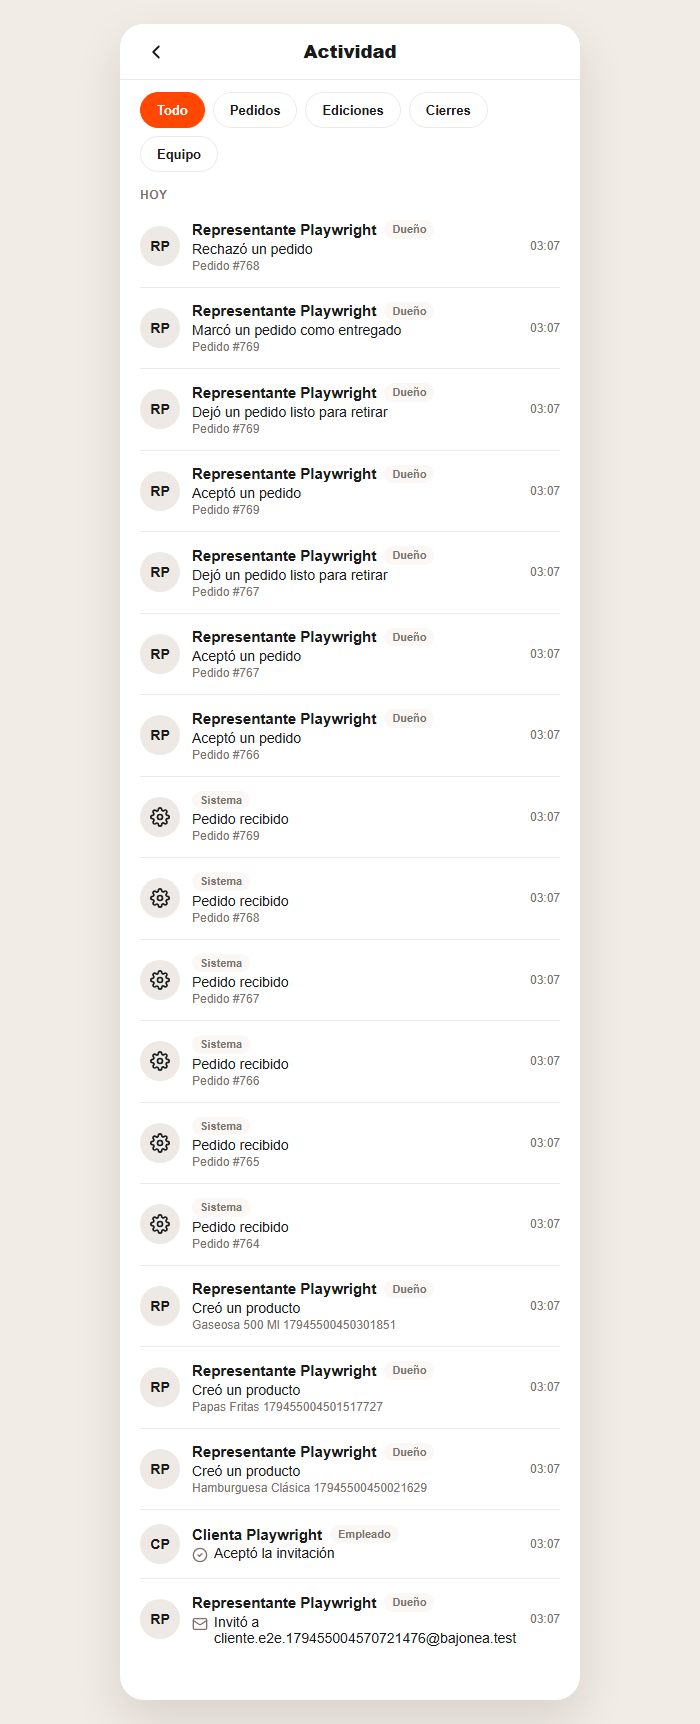 Actividad
Todo
Pedidos
Ediciones
Cierres
Equipo
HOY
RP
Representante Playwright Dueño
Rechazó un pedido
Pedido #768
03:07
RP
Representante Playwright Dueño
Marcó un pedido como entregado
Pedido #769
03:07
RP
Representante Playwright Dueño
Dejó un pedido listo para retirar
Pedido #769
03:07
RP
Representante Playwright Dueño
Aceptó un pedido
Pedido #769
03:07
RP
Representante Playwright Dueño
Dejó un pedido listo para retirar
Pedido #767
03:07
RP
Representante Playwright Dueño
Aceptó un pedido
Pedido #767
03:07
RP
Representante Playwright Dueño
Aceptó un pedido
Pedido #766
03:07
Sistema
Pedido recibido
Pedido #769
03:07
Sistema
Pedido recibido
Pedido #768
03:07
Sistema
Pedido recibido
Pedido #767
03:07
Sistema
Pedido recibido
Pedido #766
03:07
Sistema
Pedido recibido
Pedido #765
03:07
Sistema
Pedido recibido
Pedido #764
03:07
RP
Representante Playwright Dueño
Creó un producto
Gaseosa 500 Ml 17945500450301851
03:07
RP
Representante Playwright Dueño
Creó un producto
Papas Fritas 179455004501517727
03:07
RP
Representante Playwright Dueño
Creó un producto
Hamburguesa Clásica 17945500450021629
03:07
CP
Clienta Playwright Empleado
Aceptó la invitación
03:07
RP
Representante Playwright Dueño
Invitó a
cliente.e2e.179455004570721476@bajonea.test
03:07